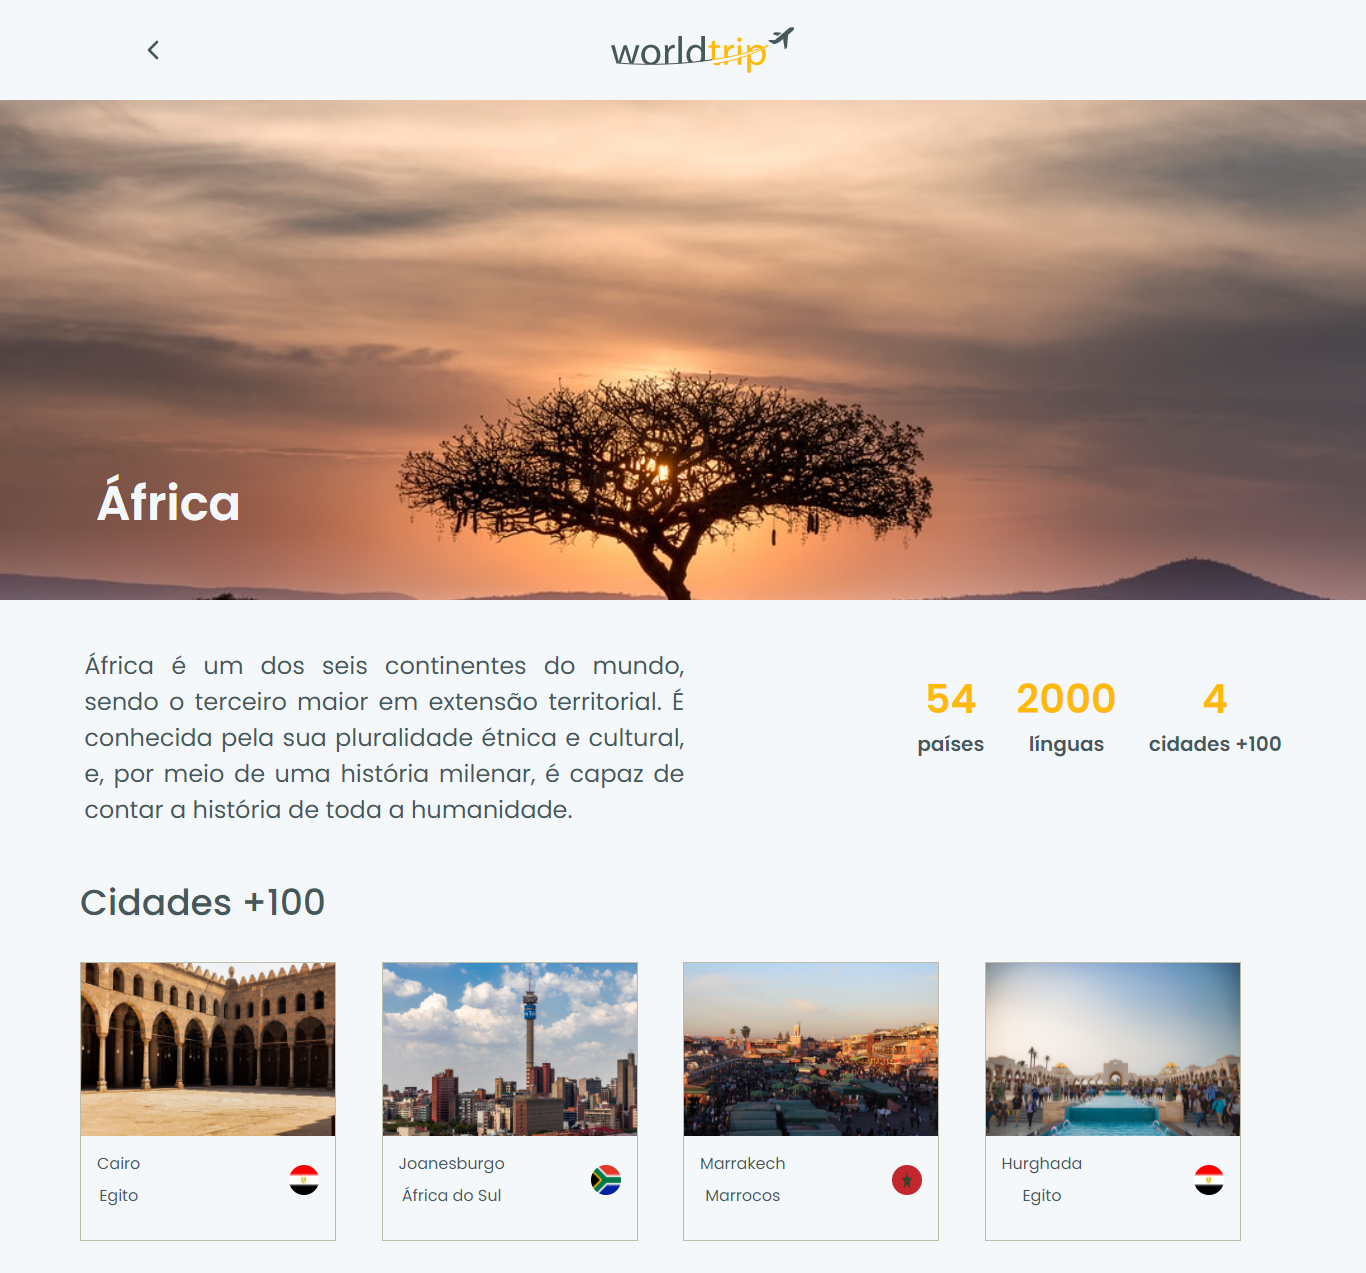 worldtrip
África
África é um dos seis continentes do mundo,
sendo o terceiro maior em extensão territorial. É
conhecida pela sua pluralidade étnica e cultural,
e, por meio de uma história milenar, é capaz de
contar a história de toda a humanidade.
54 2000 4
países línguas cidades +100
Cidades +100
Cairo
Egito
Joanesburgo
África do Sul
Marrakech
Marrocos
Hurghada
Egito